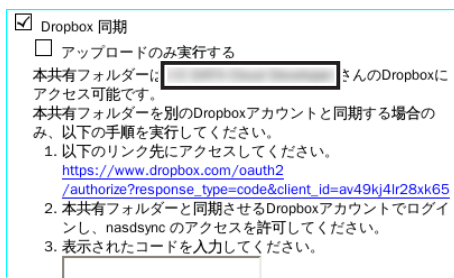 Dropbox 同期
アップロードのみ実行する
本共有フォルダーは さんのDropboxに
アクセス可能です。
本共有フォルダーを別のDropboxアカウントと同期する場合の
み、以下の手順を実行してください。
1. 以下のリンク先にアクセスしてください。
https://www.dropbox.com/oauth2
/authorize?response_type=code&client_id=av49kj4lr28xk65
2. 本共有フォルダーと同期させるDropboxアカウントでログイ
ンし、nasdsync のアクセスを許可してください。
3. 表示されたコードを入力してください。